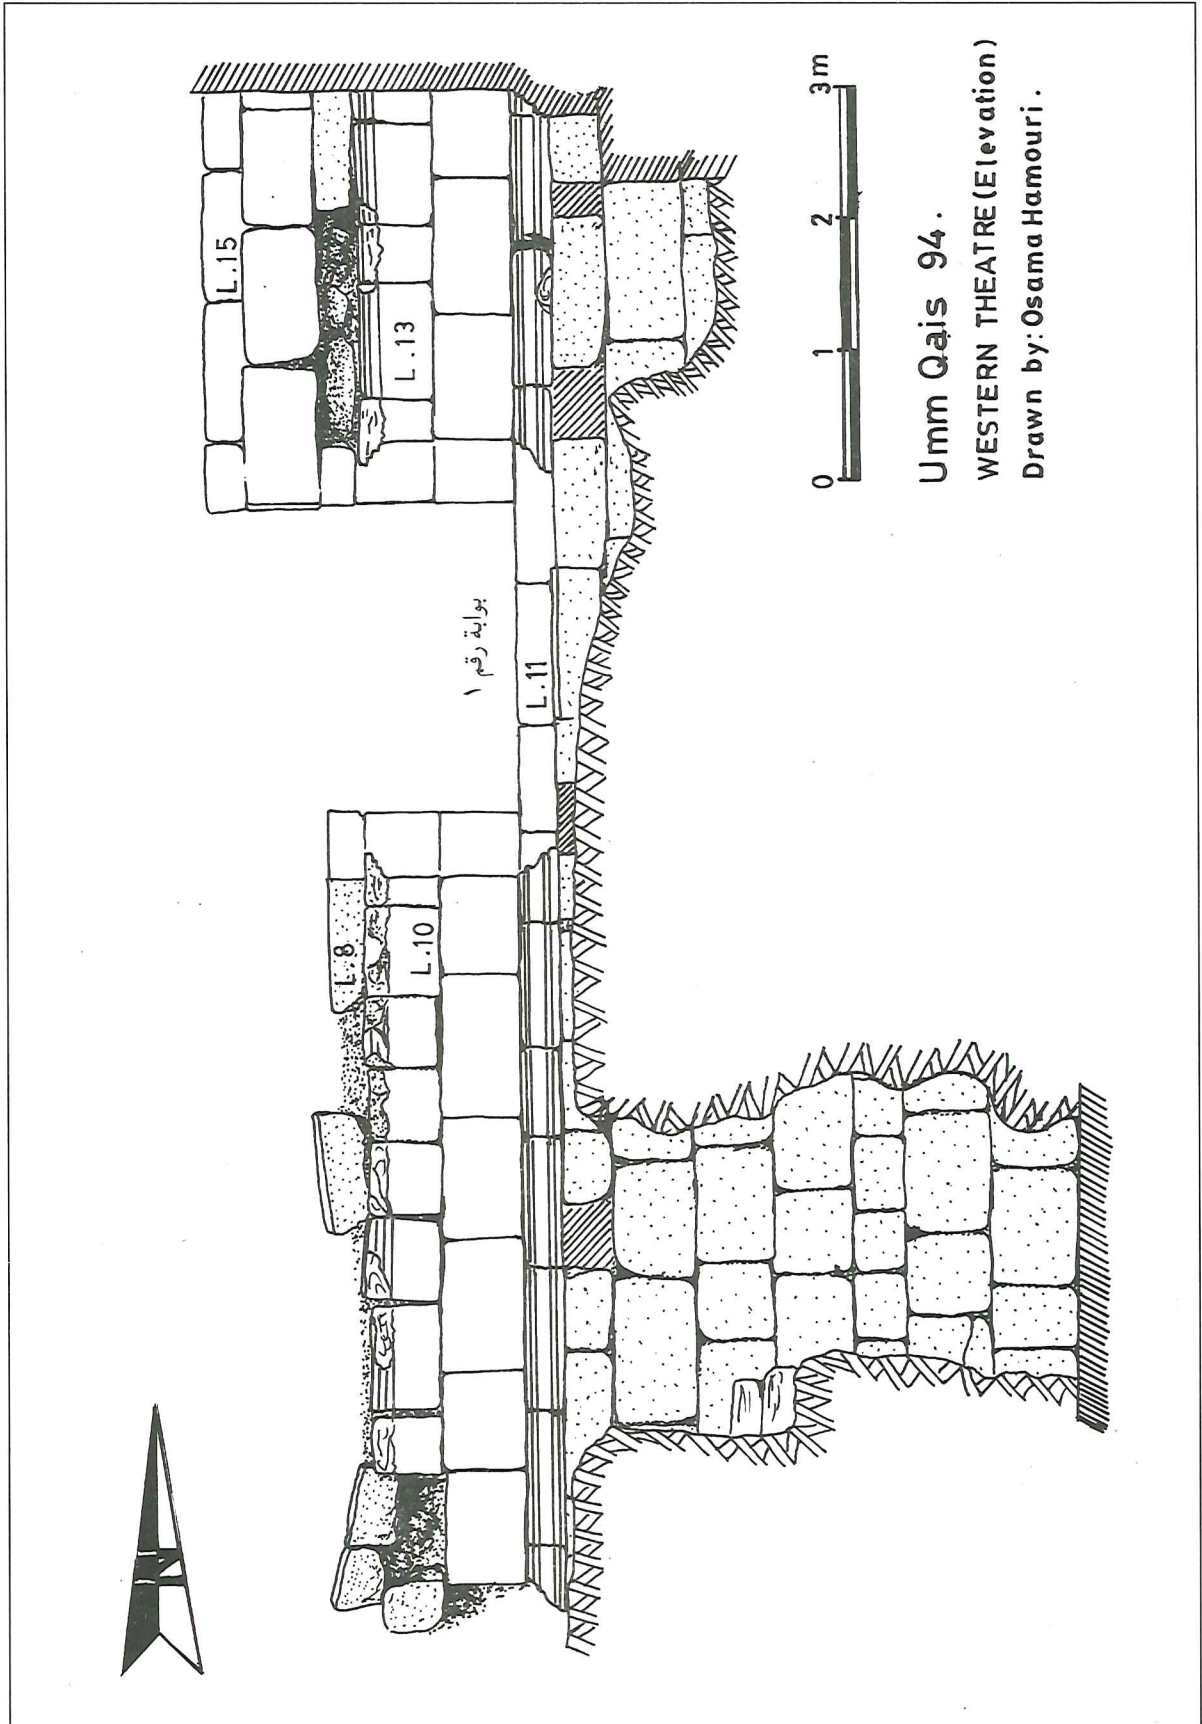 L.15
L.13
L.8
L.10
L.11
بوابة رقم ١
0 1 2 3m
Umm Qais 94.
WESTERN THEATRE (Elevation)
Drawn by: Osama Hamouri.